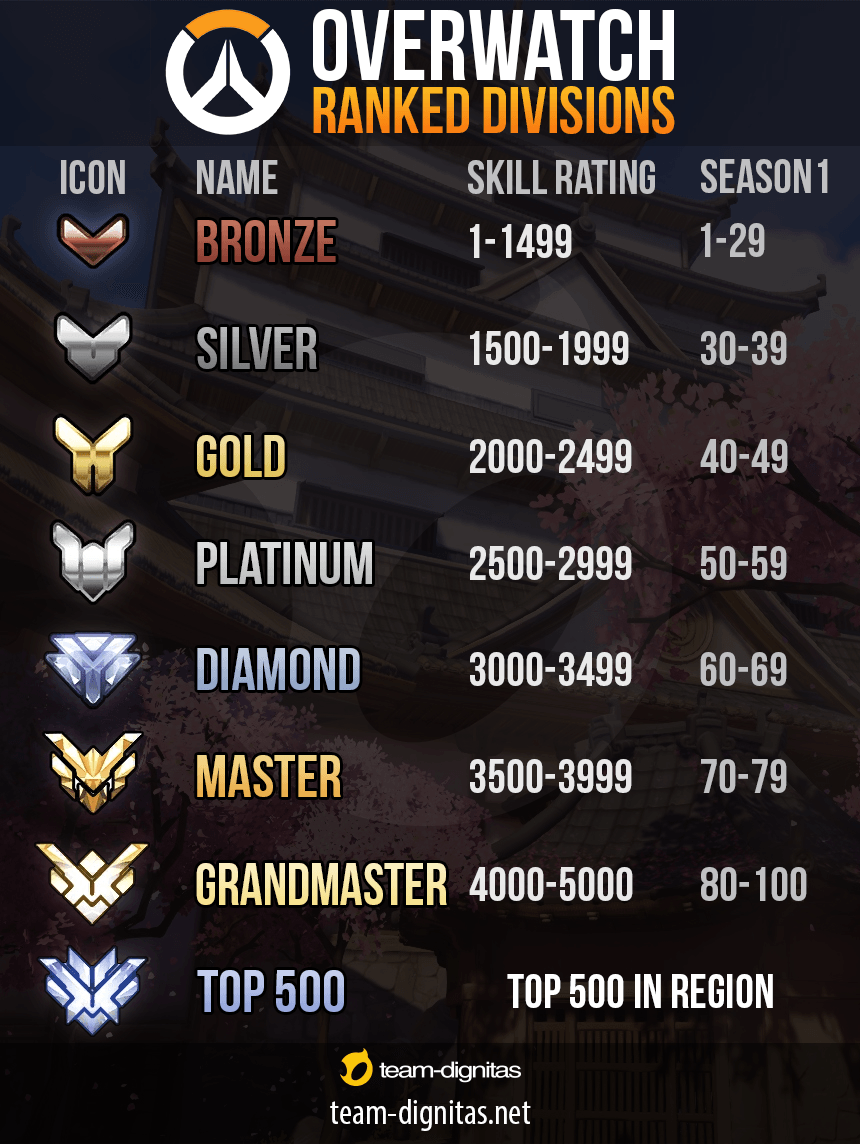 OVERWATCH
RANKED DIVISIONS
ICON NAME SKILL RATING SEASON 1
BRONZE 1-1499 1-29
SILVER 1500-1999 30-39
GOLD 2000-2499 40-49
PLATINUM 2500-2999 50-59
DIAMOND 3000-3499 60-69
MASTER 3500-3999 70-79
GRANDMASTER 4000-5000 80-100
TOP 500 TOP 500 IN REGION
team-dignitas
team-dignitas.net